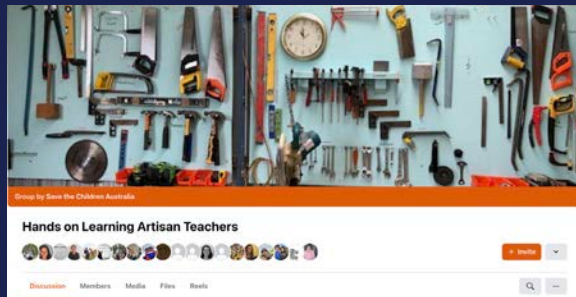 Group by Save the Children Australia
Hands on Learning Artisan Teachers
+ Invite
Discussion Members Media Files Reels